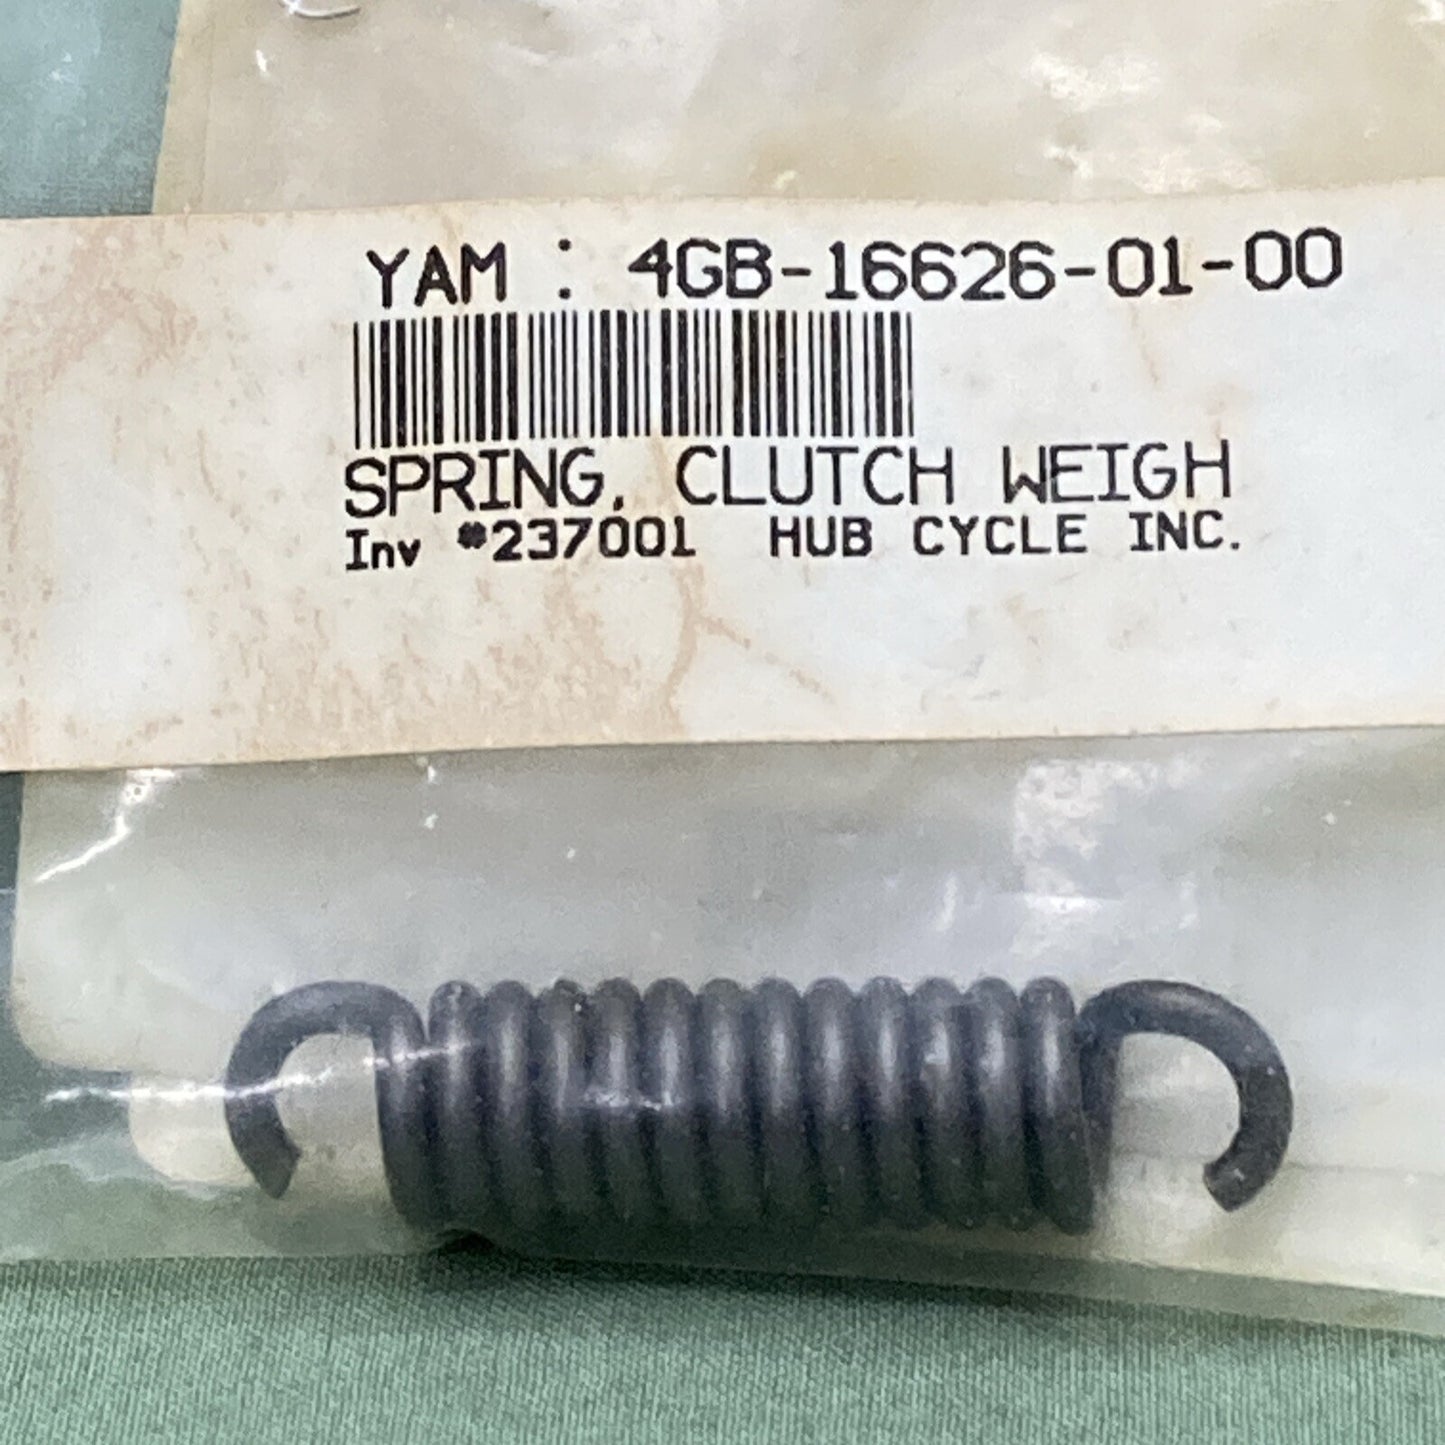 YAM : 4GB-16626-01-00
SPRING, CLUTCH WEIGH
Inv #237001 HUB CYCLE INC.